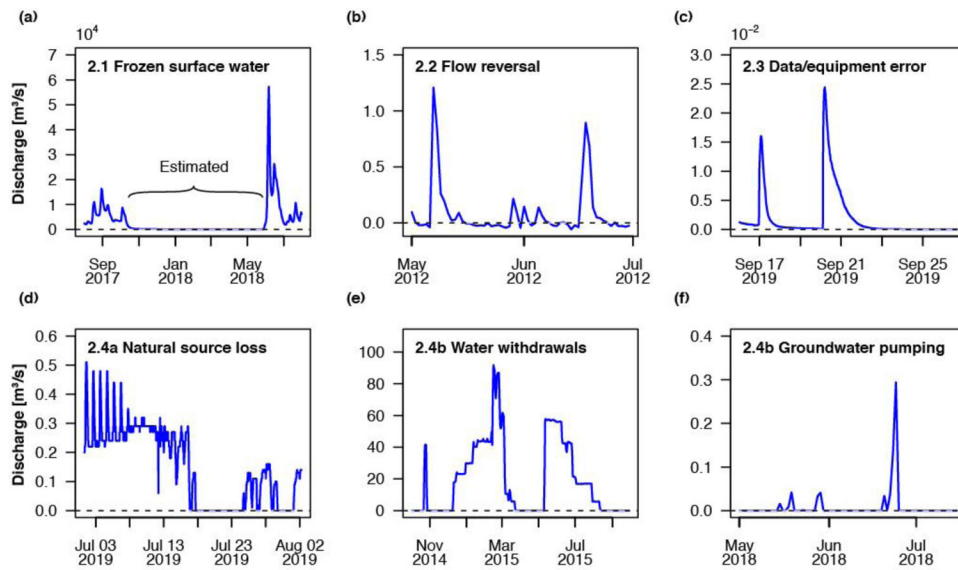 (a)
10⁴
2.1 Frozen surface water
Estimated
Discharge [m³/s]
7
6
5
4
3
2
1
0
Sep
2017
Jan
2018
May
2018
(b)
2.2 Flow reversal
1.5
1.0
0.5
0.0
May
2012
Jun
2012
Jul
2012
(c)
10⁻²
2.3 Data/equipment error
3.0
2.5
2.0
1.5
1.0
0.5
0.0
Sep 17
2019
Sep 21
2019
Sep 25
2019
(d)
2.4a Natural source loss
Discharge [m³/s]
0.6
0.5
0.4
0.3
0.2
0.1
0.0
Jul 03
2019
Jul 13
2019
Jul 23
2019
Aug 02
2019
(e)
2.4b Water withdrawals
100
80
60
40
20
0
Nov
2014
Mar
2015
Jul
2015
(f)
2.4b Groundwater pumping
0.4
0.3
0.2
0.1
0.0
May
2018
Jun
2018
Jul
2018